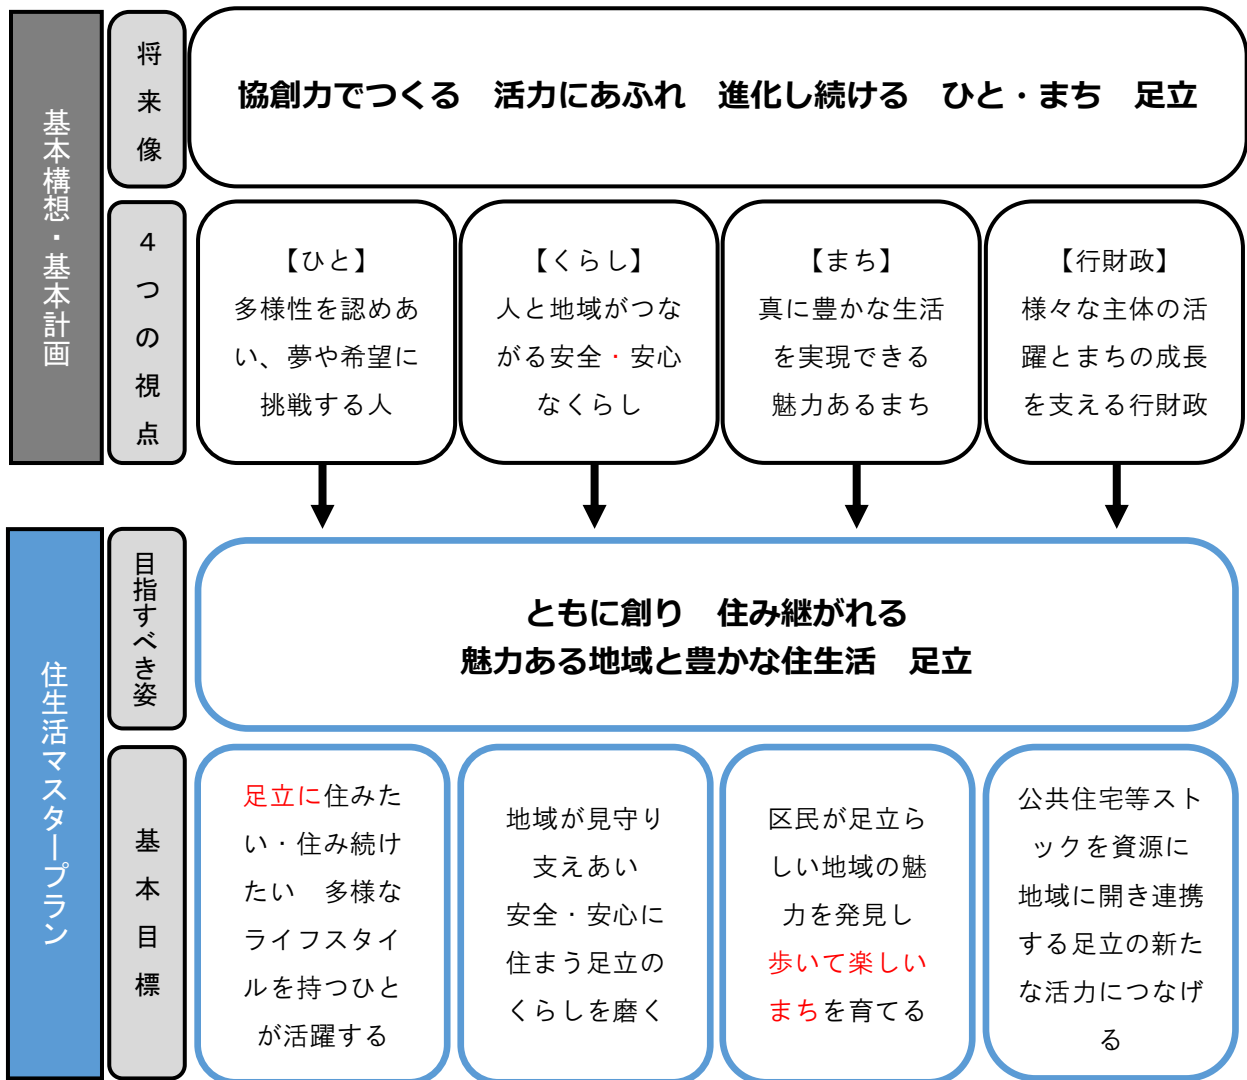 基本構想・基本計画
将来像
協創力でつくる　活力にあふれ　進化し続ける　ひと・まち　足立
４つの視点
【ひと】
多様性を認めあ
い、夢や希望に
挑戦する人
【くらし】
人と地域がつな
がる安全・安心
なくらし
【まち】
真に豊かな生活
を実現できる
魅力あるまち
【行財政】
様々な主体の活
躍とまちの成長
を支える行財政
住生活マスタープラン
目指すべき姿
ともに創り　住み継がれる
魅力ある地域と豊かな住生活　足立
基本目標
足立に住みた
い・住み続け
たい　多様な
ライフスタイ
ルを持つひと
が活躍する
地域が見守り
支えあい
安全・安心に
住まう足立の
くらしを磨く
区民が足立ら
しい地域の魅
力を発見し
歩いて楽しい
まちを育てる
公共住宅等スト
ックを資源に
地域に開き連携
する足立の新た
な活力につなげ
る